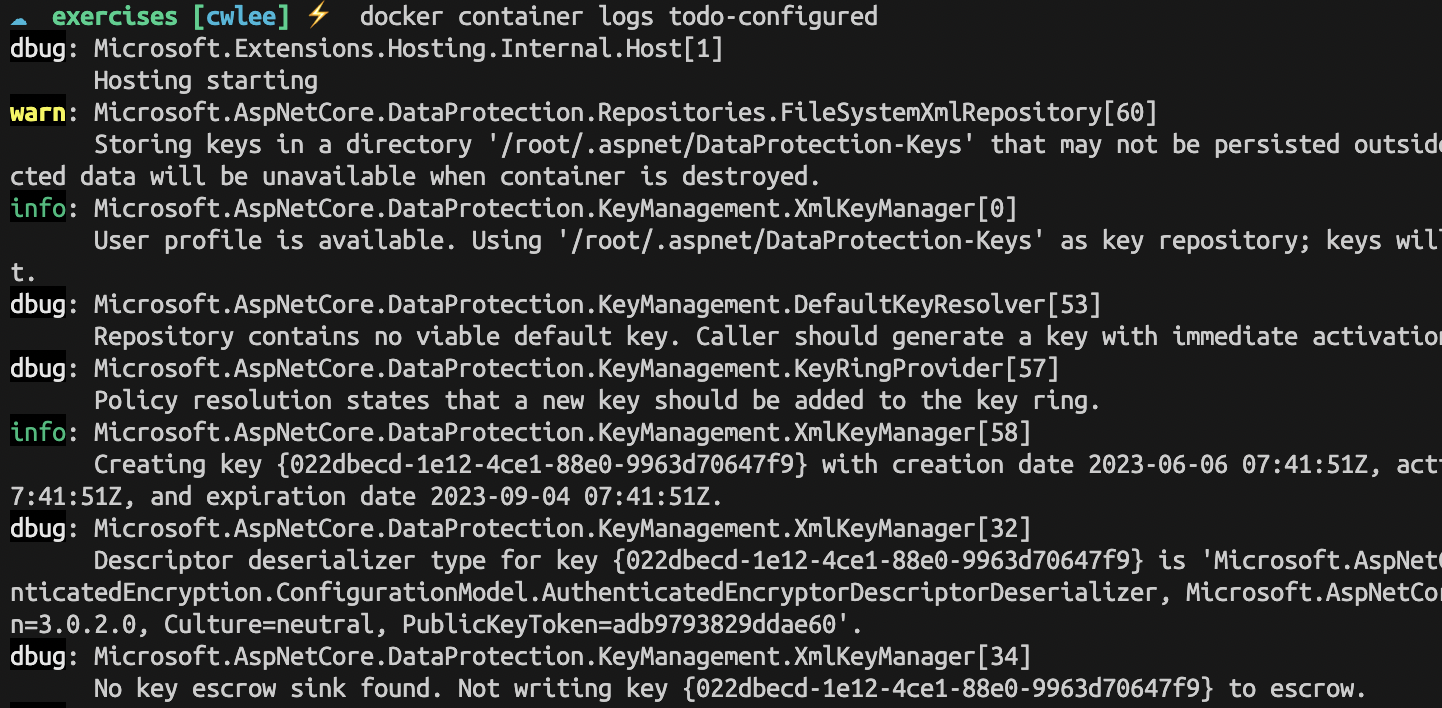 exercises [cwlee] ⚡ docker container logs todo-configured
dbug: Microsoft.Extensions.Hosting.Internal.Host[1]
Hosting starting
warn: Microsoft.AspNetCore.DataProtection.Repositories.FileSystemXmlRepository[60]
Storing keys in a directory '/root/.aspnet/DataProtection-Keys' that may not be persisted outside
cted data will be unavailable when container is destroyed.
info: Microsoft.AspNetCore.DataProtection.KeyManagement.XmlKeyManager[0]
User profile is available. Using '/root/.aspnet/DataProtection-Keys' as key repository; keys will
t.
dbug: Microsoft.AspNetCore.DataProtection.KeyManagement.DefaultKeyResolver[53]
Repository contains no viable default key. Caller should generate a key with immediate activation
dbug: Microsoft.AspNetCore.DataProtection.KeyManagement.KeyRingProvider[57]
Policy resolution states that a new key should be added to the key ring.
info: Microsoft.AspNetCore.DataProtection.KeyManagement.XmlKeyManager[58]
Creating key {022dbecd-1e12-4ce1-88e0-9963d70647f9} with creation date 2023-06-06 07:41:51Z, act
7:41:51Z, and expiration date 2023-09-04 07:41:51Z.
dbug: Microsoft.AspNetCore.DataProtection.KeyManagement.XmlKeyManager[32]
Descriptor deserializer type for key {022dbecd-1e12-4ce1-88e0-9963d70647f9} is 'Microsoft.AspNetC
nticatedEncryption.ConfigurationModel.AuthenticatedEncryptorDescriptorDeserializer, Microsoft.AspNetCor
n=3.0.2.0, Culture=neutral, PublicKeyToken=adb9793829ddae60'.
dbug: Microsoft.AspNetCore.DataProtection.KeyManagement.XmlKeyManager[34]
No key escrow sink found. Not writing key {022dbecd-1e12-4ce1-88e0-9963d70647f9} to escrow.